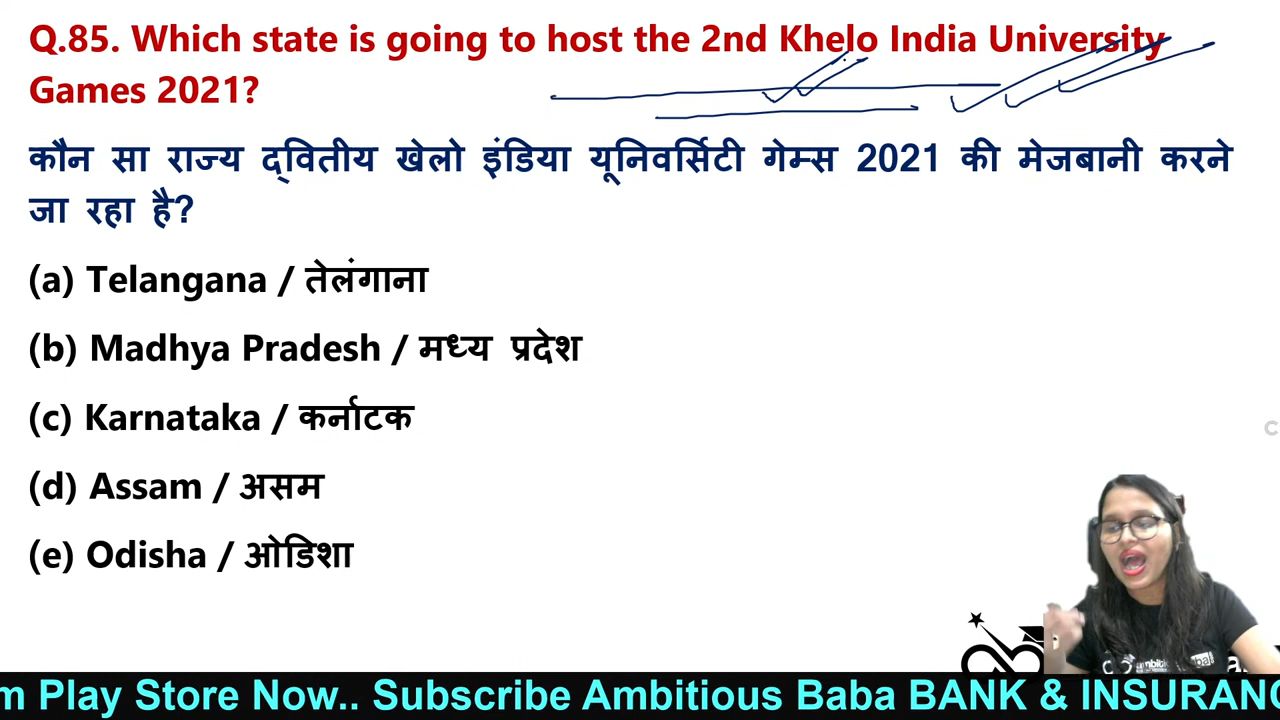 Q.85. Which state is going to host the 2nd Khelo India University
Games 2021?
कौन सा राज्य द्वितीय खेलो इंडिया यूनिवर्सिटी गेम्स 2021 की मेजबानी करने
जा रहा है?
(a) Telangana / तेलंगाना
(b) Madhya Pradesh / मध्य प्रदेश
(c) Karnataka / कर्नाटक
(d) Assam / असम
(e) Odisha / ओडिशा
m Play Store Now.. Subscribe Ambitious Baba BANK & INSURANC